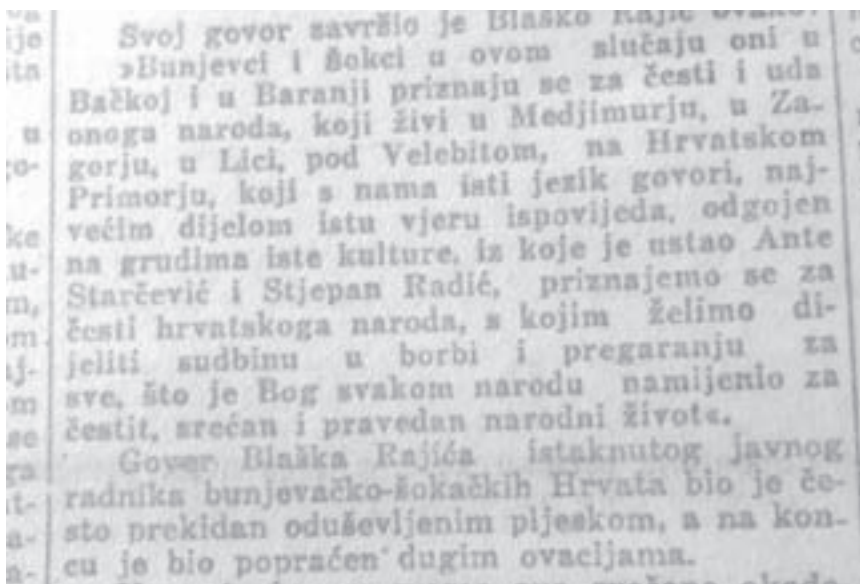 Svoj govor završio je Blaško Rajić ovako:
»Bunjevci i Šokci u ovom slučaju oni u
Bačkoj i u Baranji priznaju se za česti i uda
onoga naroda, koji živi u Medjimurju, u Za-
gorju, u Lici, pod Velebitom, na Hrvatskom
Primorju, koji s nama isti jezik govori, naj-
većim dijelom istu vjeru ispovijeda, odgojen
na grudima iste kulture, iz koje je ustao Ante
Starčević i Stjepan Radić, priznajemo se za
česti hrvatskoga naroda, s kojim želimo di-
jeliti sudbinu u borbi i pregaranju za
sve, što je Bog svakom narodu namijenio za
čestit, srećan i pravedan narodni život«.
Gover Blaška Rajića istaknutog javnog
radnika bunjevačko-šokačkih Hrvata bio je če-
sto prekidan oduševljenim pljeskom, a na kon-
cu je bio popraćen dugim ovacijama.